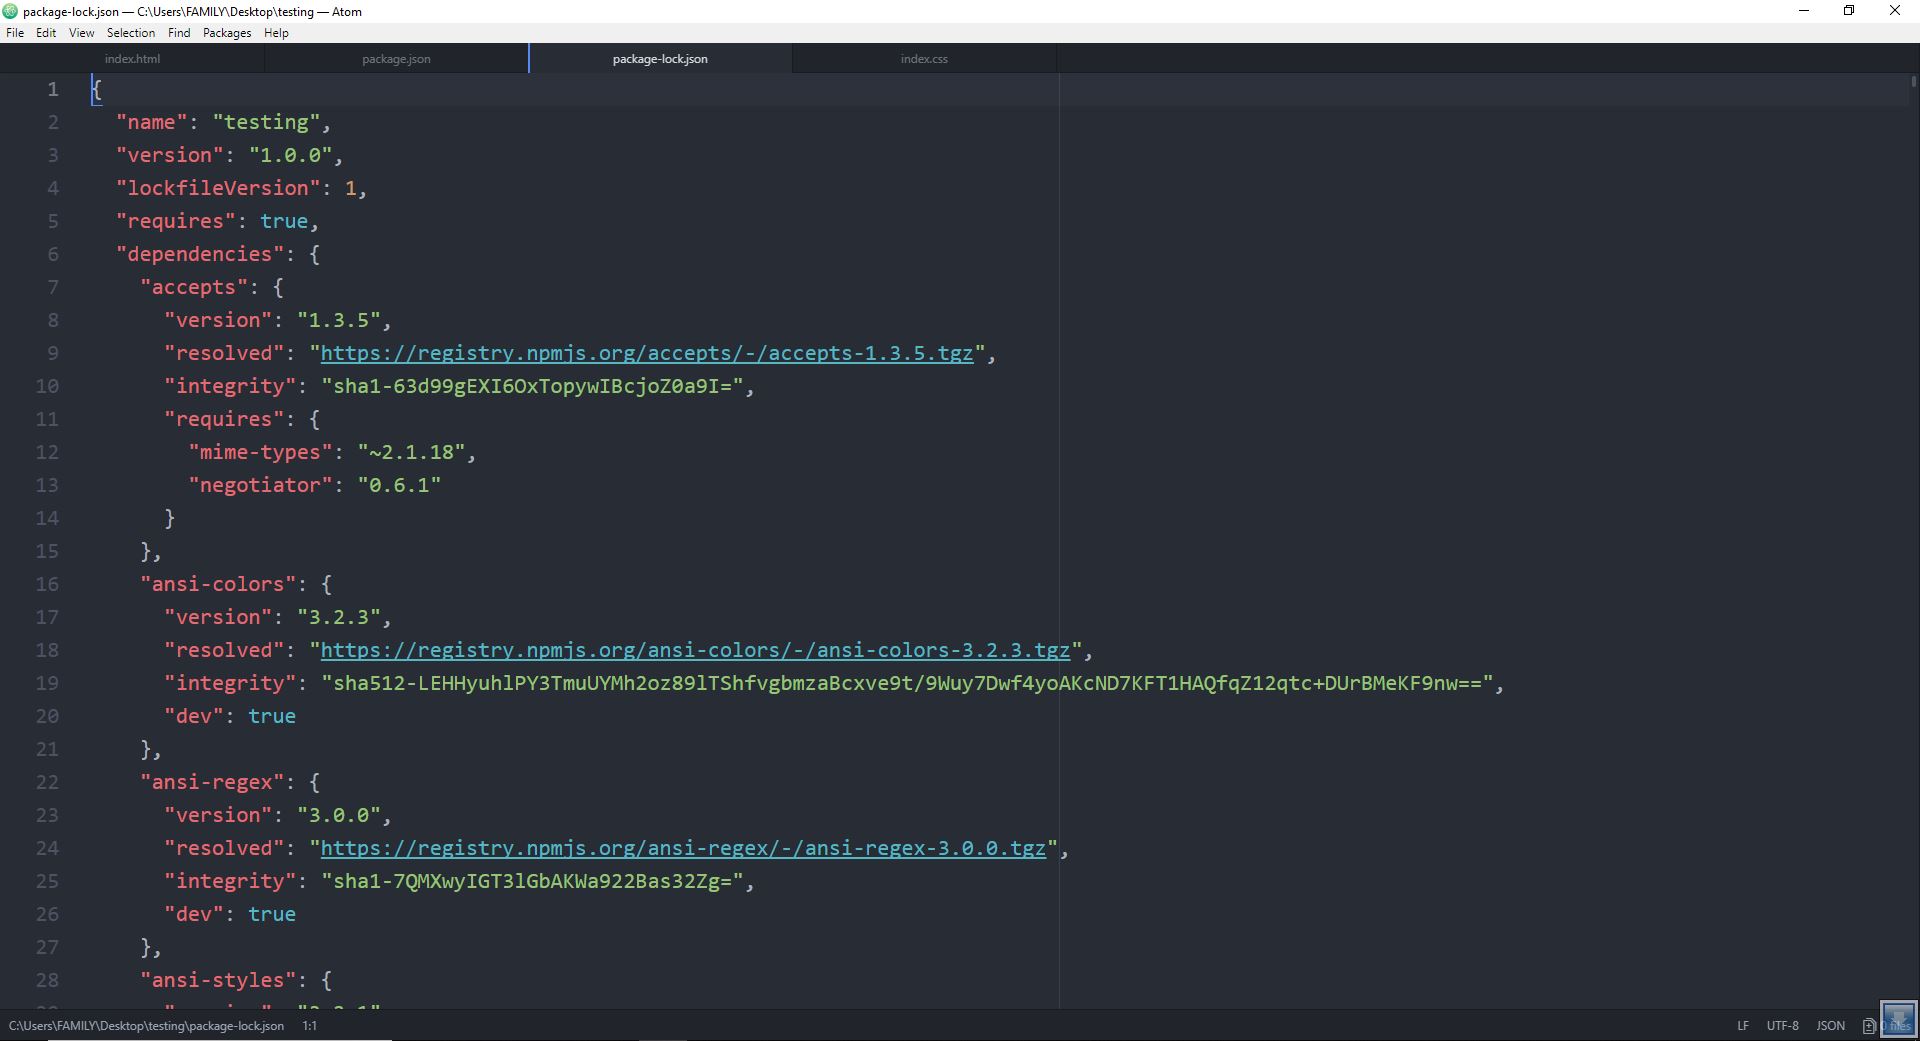 package-lock.json — C:\Users\FAMILY\Desktop\testing — Atom
File Edit View Selection Find Packages Help
index.html package.json package-lock.json index.css
1 {
2 "name": "testing",
3 "version": "1.0.0",
4 "lockfileVersion": 1,
5 "requires": true,
6 "dependencies": {
7 "accepts": {
8 "version": "1.3.5",
9 "resolved": "https://registry.npmjs.org/accepts/-/accepts-1.3.5.tgz",
10 "integrity": "sha1-63d99gEXI6OxTopywIBcjoZ0a9I=",
11 "requires": {
12 "mime-types": "~2.1.18",
13 "negotiator": "0.6.1"
14 }
15 },
16 "ansi-colors": {
17 "version": "3.2.3",
18 "resolved": "https://registry.npmjs.org/ansi-colors/-/ansi-colors-3.2.3.tgz",
19 "integrity": "sha512-LEHHyuhlPY3TmuUYMh2oz89lTShfvgbmzaBcxve9t/9Wuy7Dwf4yoAKcND7KFT1HAQfqZ12qtc+DUrBMeKF9nw==",
20 "dev": true
21 },
22 "ansi-regex": {
23 "version": "3.0.0",
24 "resolved": "https://registry.npmjs.org/ansi-regex/-/ansi-regex-3.0.0.tgz",
25 "integrity": "sha1-7QMXwyIGT3lGbAKWa922Bas32Zg=",
26 "dev": true
27 },
28 "ansi-styles": {
C:\Users\FAMILY\Desktop\testing\package-lock.json 1:1 LF UTF-8 JSON 0 files